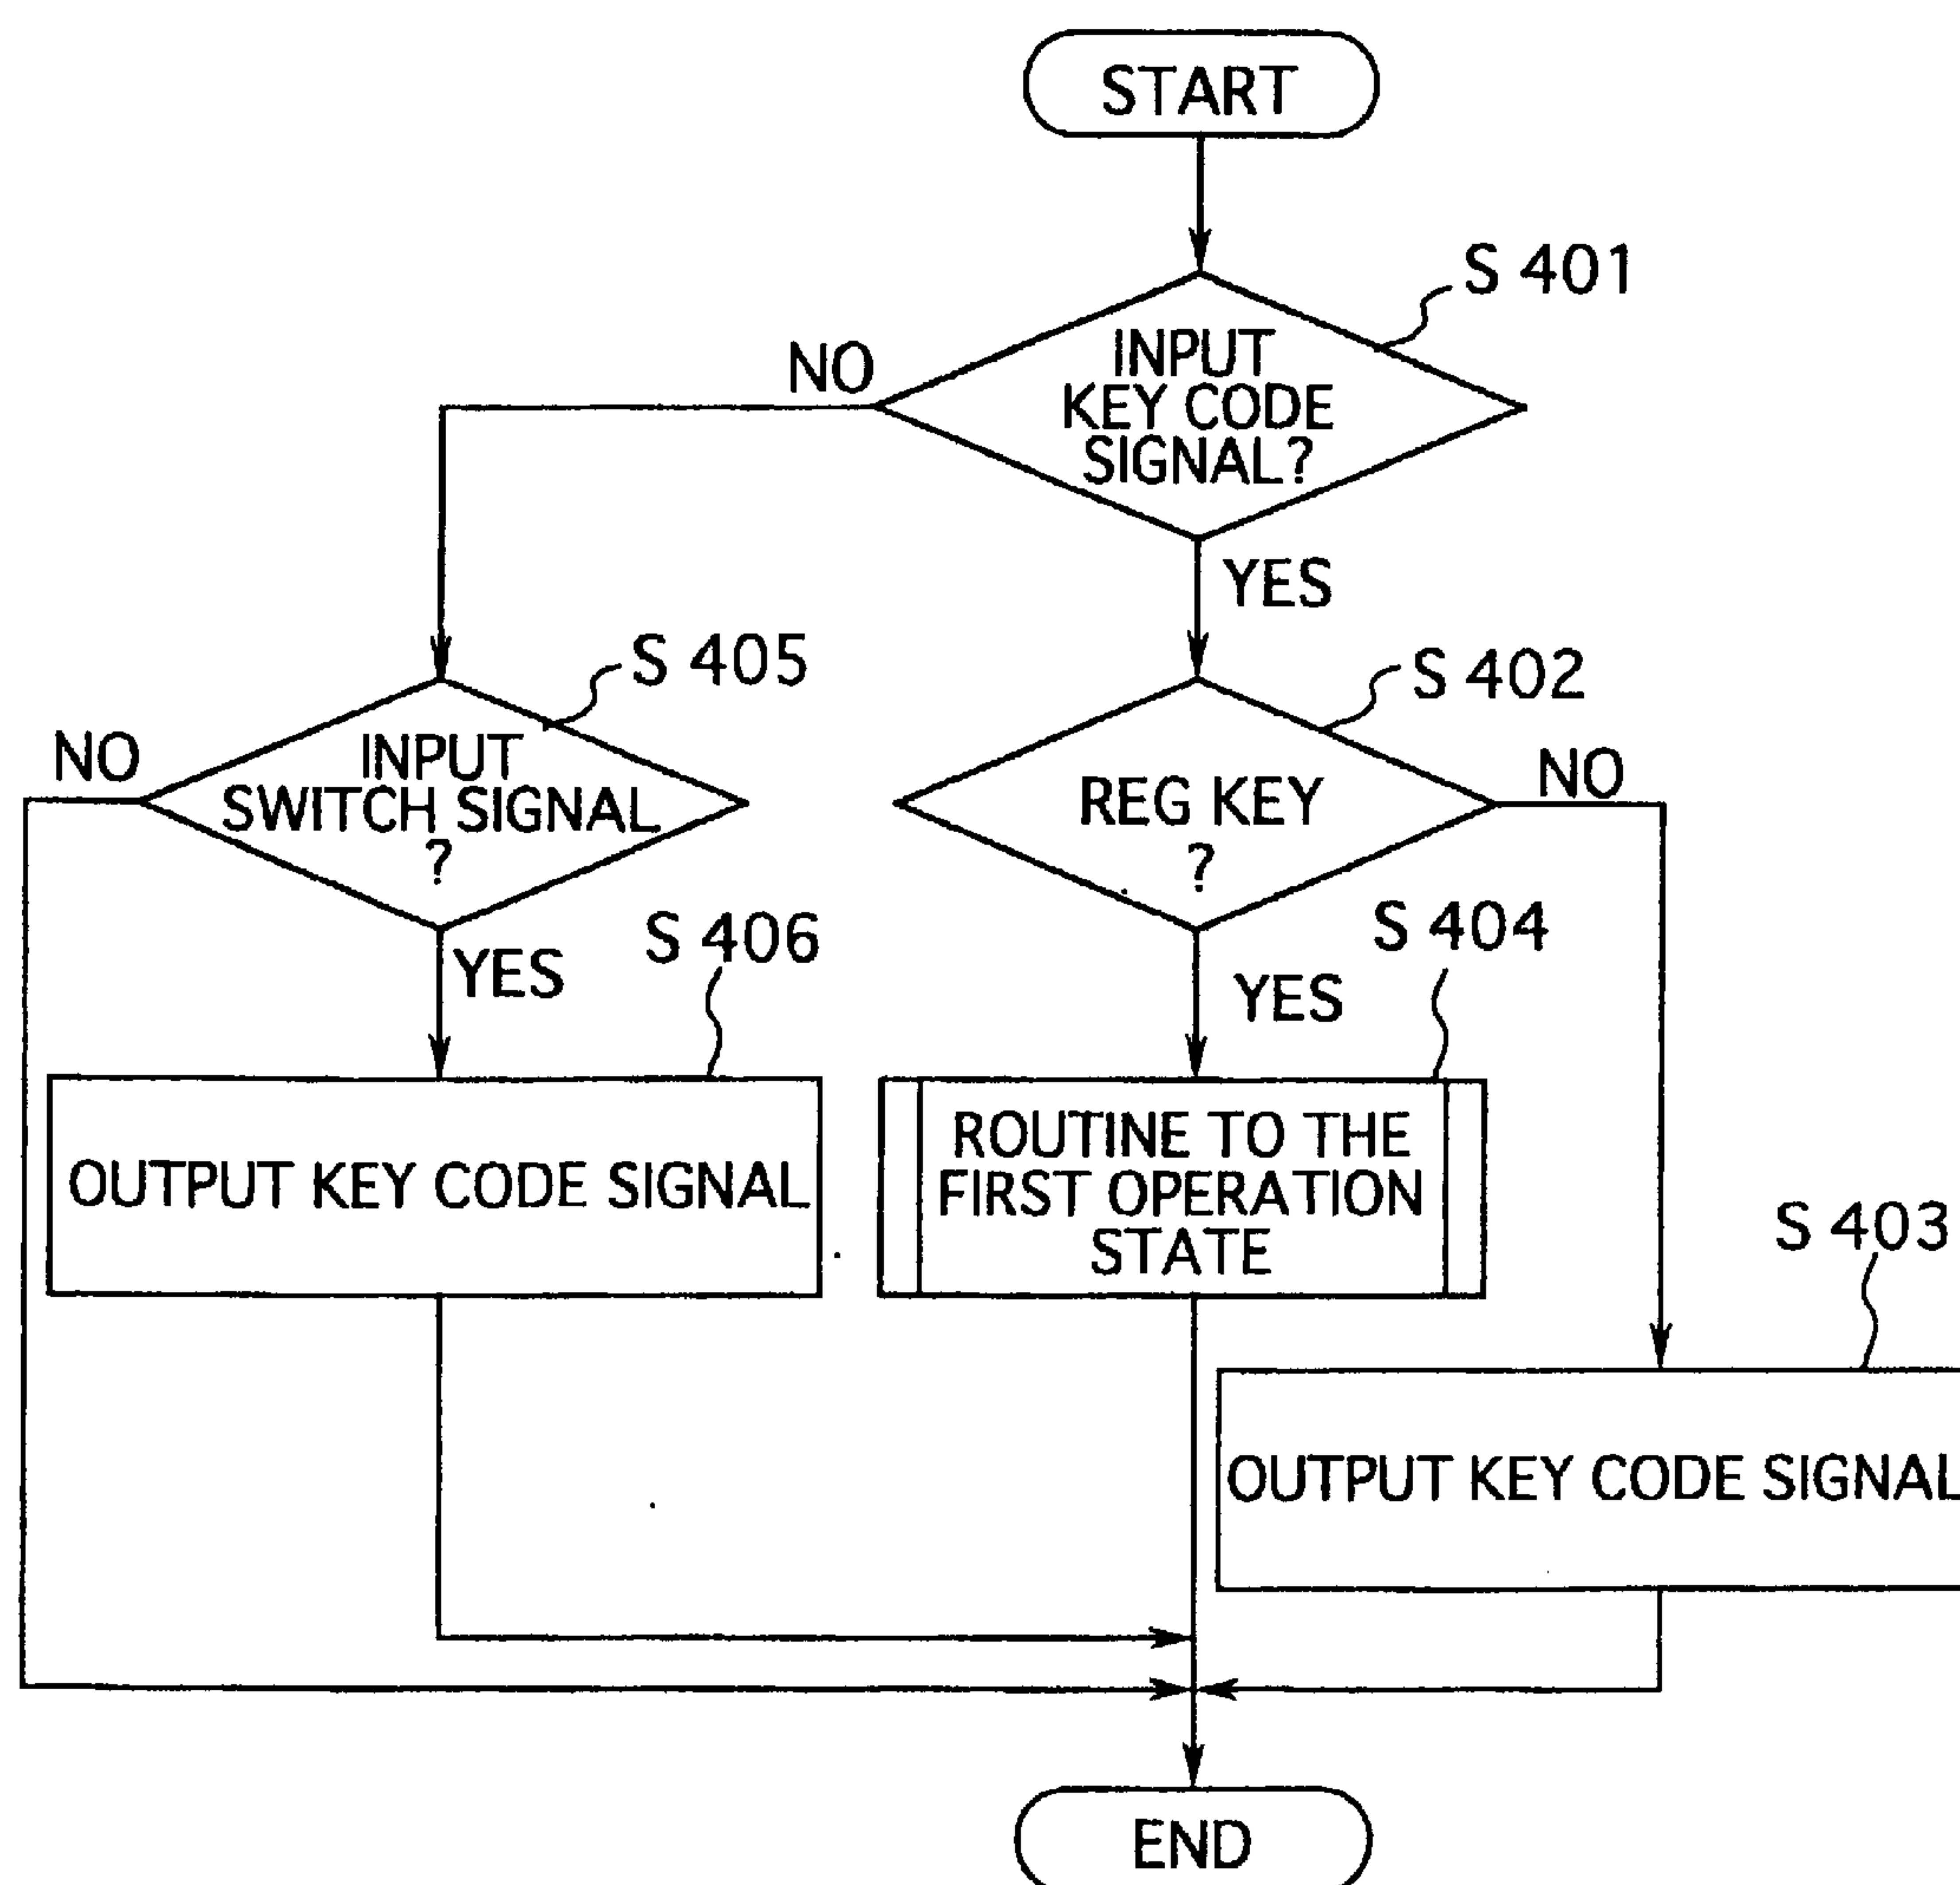 START
S 401
INPUT
KEY CODE
SIGNAL?
NO
YES
S 405
S 402
NO
INPUT
SWITCH SIGNAL
?
REG KEY
?
NO
S 406
YES
S 404
YES
OUTPUT KEY CODE SIGNAL
ROUTINE TO THE
FIRST OPERATION
STATE
S 403
OUTPUT KEY CODE SIGNAL
END